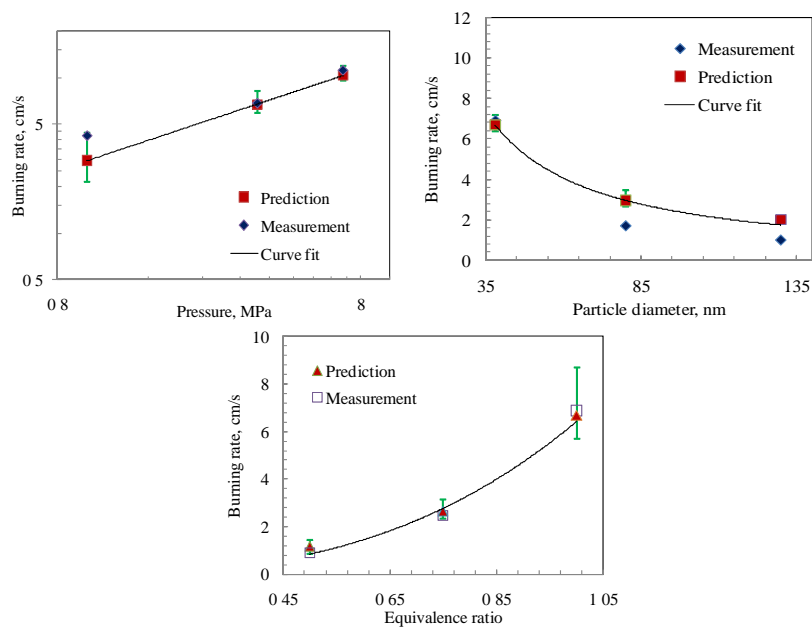 Burning rate, cm/s
5
0 5
0 8
8
Pressure, MPa
Prediction
Measurement
Curve fit
Burning rate, cm/s
12
10
8
6
4
2
0
35
85
135
Particle diameter, nm
Measurement
Prediction
Curve fit
Burning rate, cm/s
10
8
6
4
2
0
0 45
0 65
0 85
1 05
Equivalence ratio
Prediction
Measurement